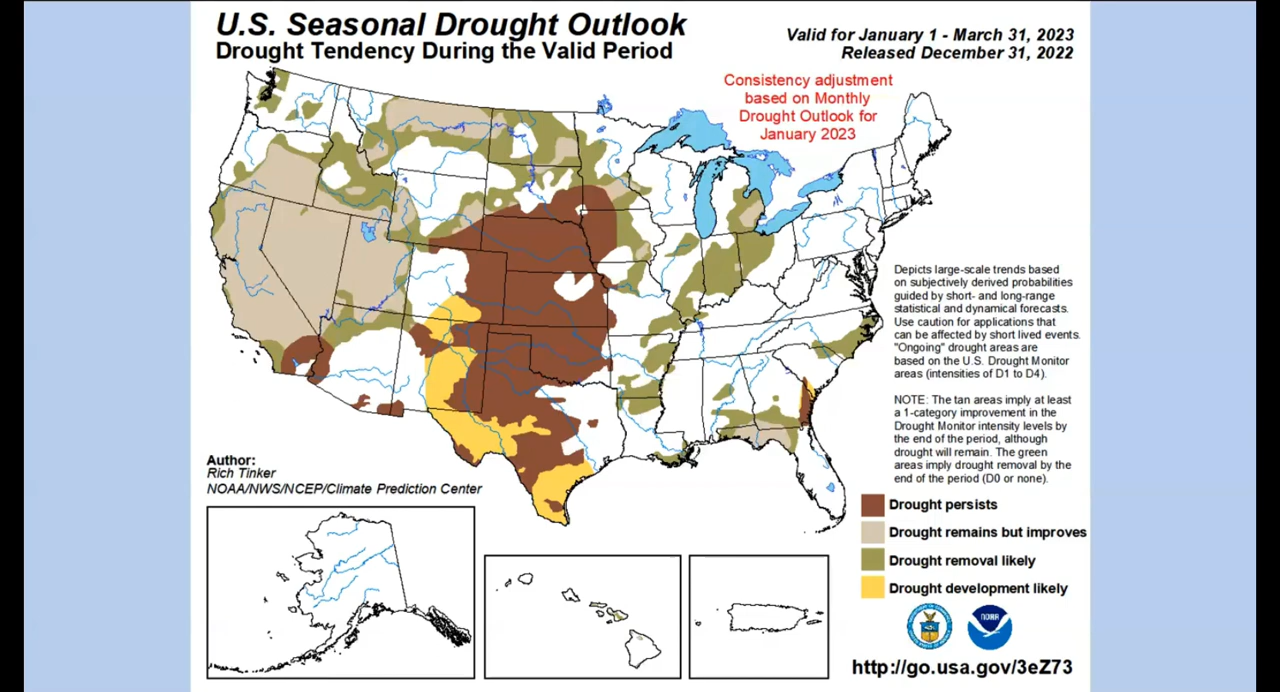 U.S. Seasonal Drought Outlook
Drought Tendency During the Valid Period
Valid for January 1 - March 31, 2023
Released December 31, 2022
Consistency adjustment
based on Monthly
Drought Outlook for
January 2023
Depicts large-scale trends based
on subjectively derived probabilities
guided by short- and long-range
statistical and dynamical forecasts.
Use caution for applications that
can be affected by short lived events.
"Ongoing" drought areas are
based on the U.S. Drought Monitor
areas (intensities of D1 to D4).
NOTE: The tan areas imply at least
a 1-category improvement in the
Drought Monitor intensity levels by
the end of the period, although
drought will remain. The green
areas imply drought removal by the
end of the period (D0 or none).
Author:
Rich Tinker
NOAA/NWS/NCEP/Climate Prediction Center
Drought persists
Drought remains but improves
Drought removal likely
Drought development likely
NOAA
http://go.usa.gov/3eZ73